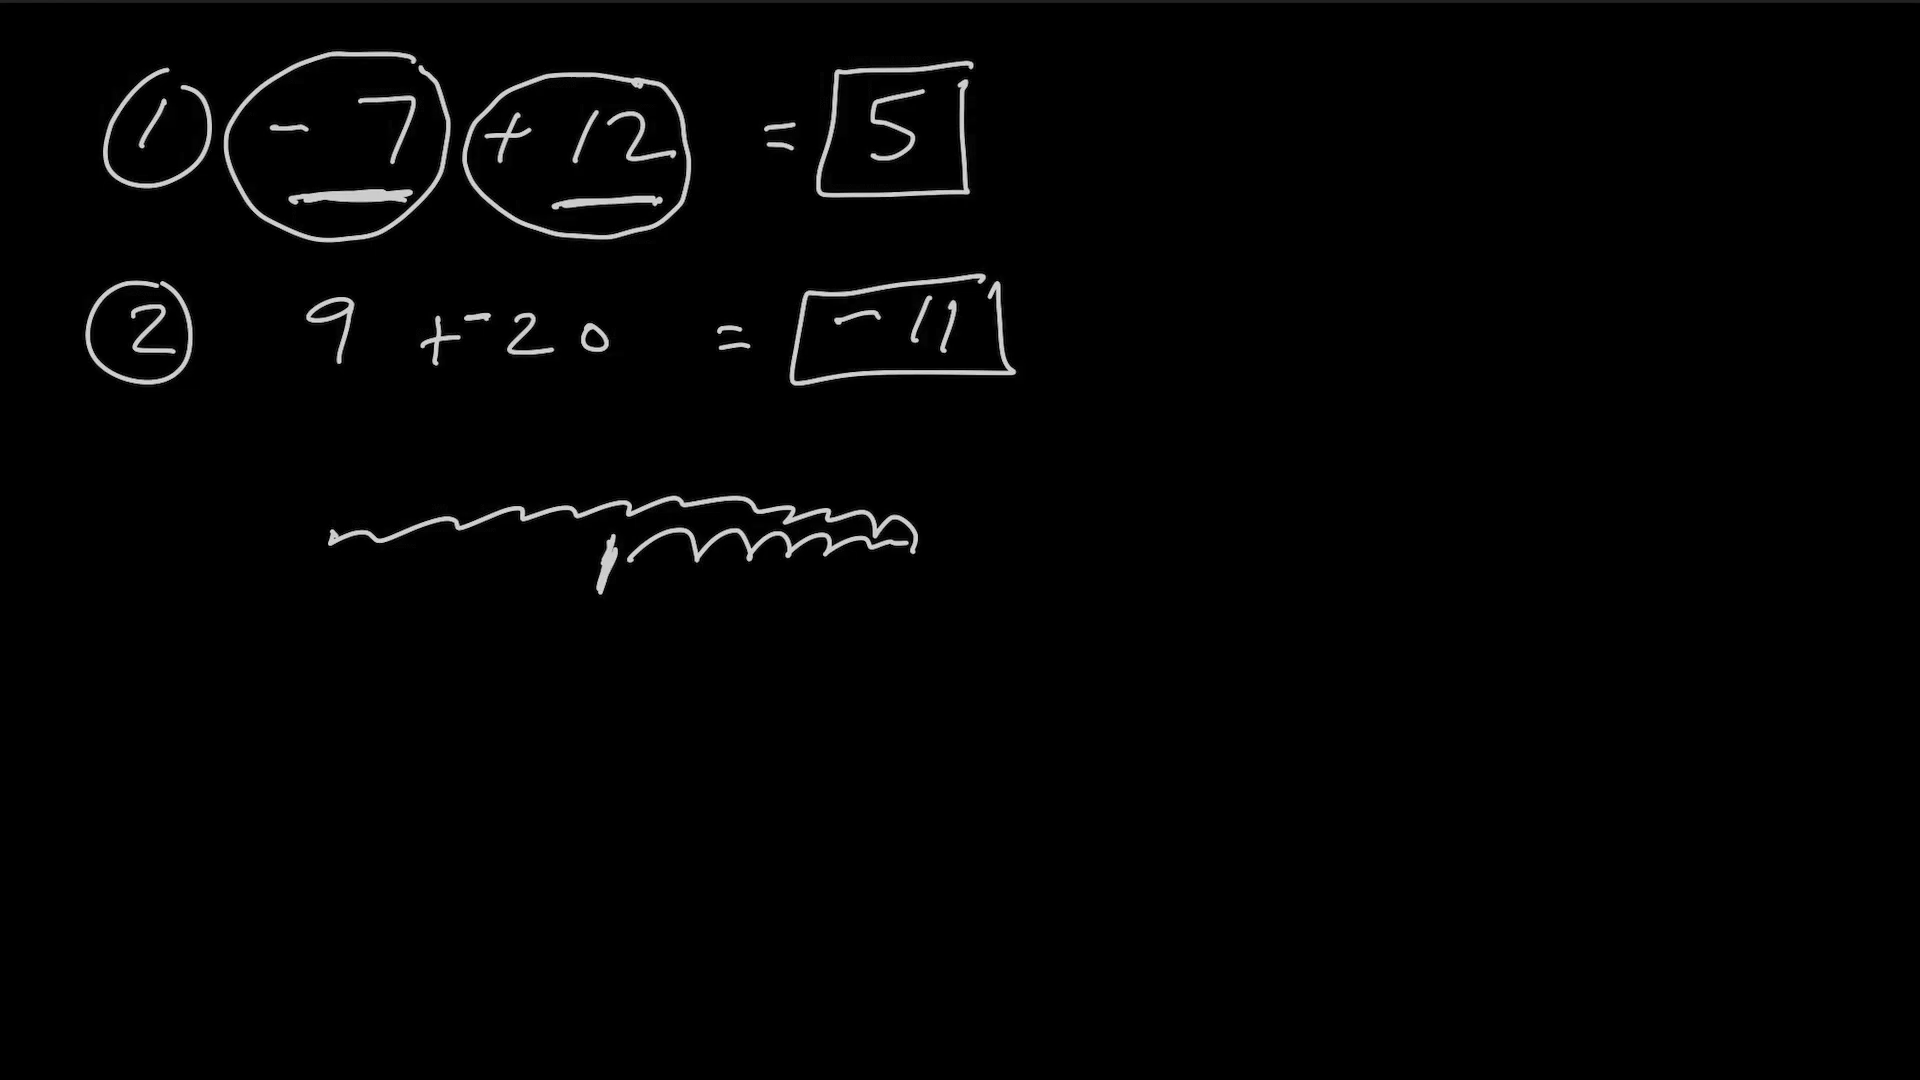 1 - 7 + 12 = 5
2 9 + -20 = -11